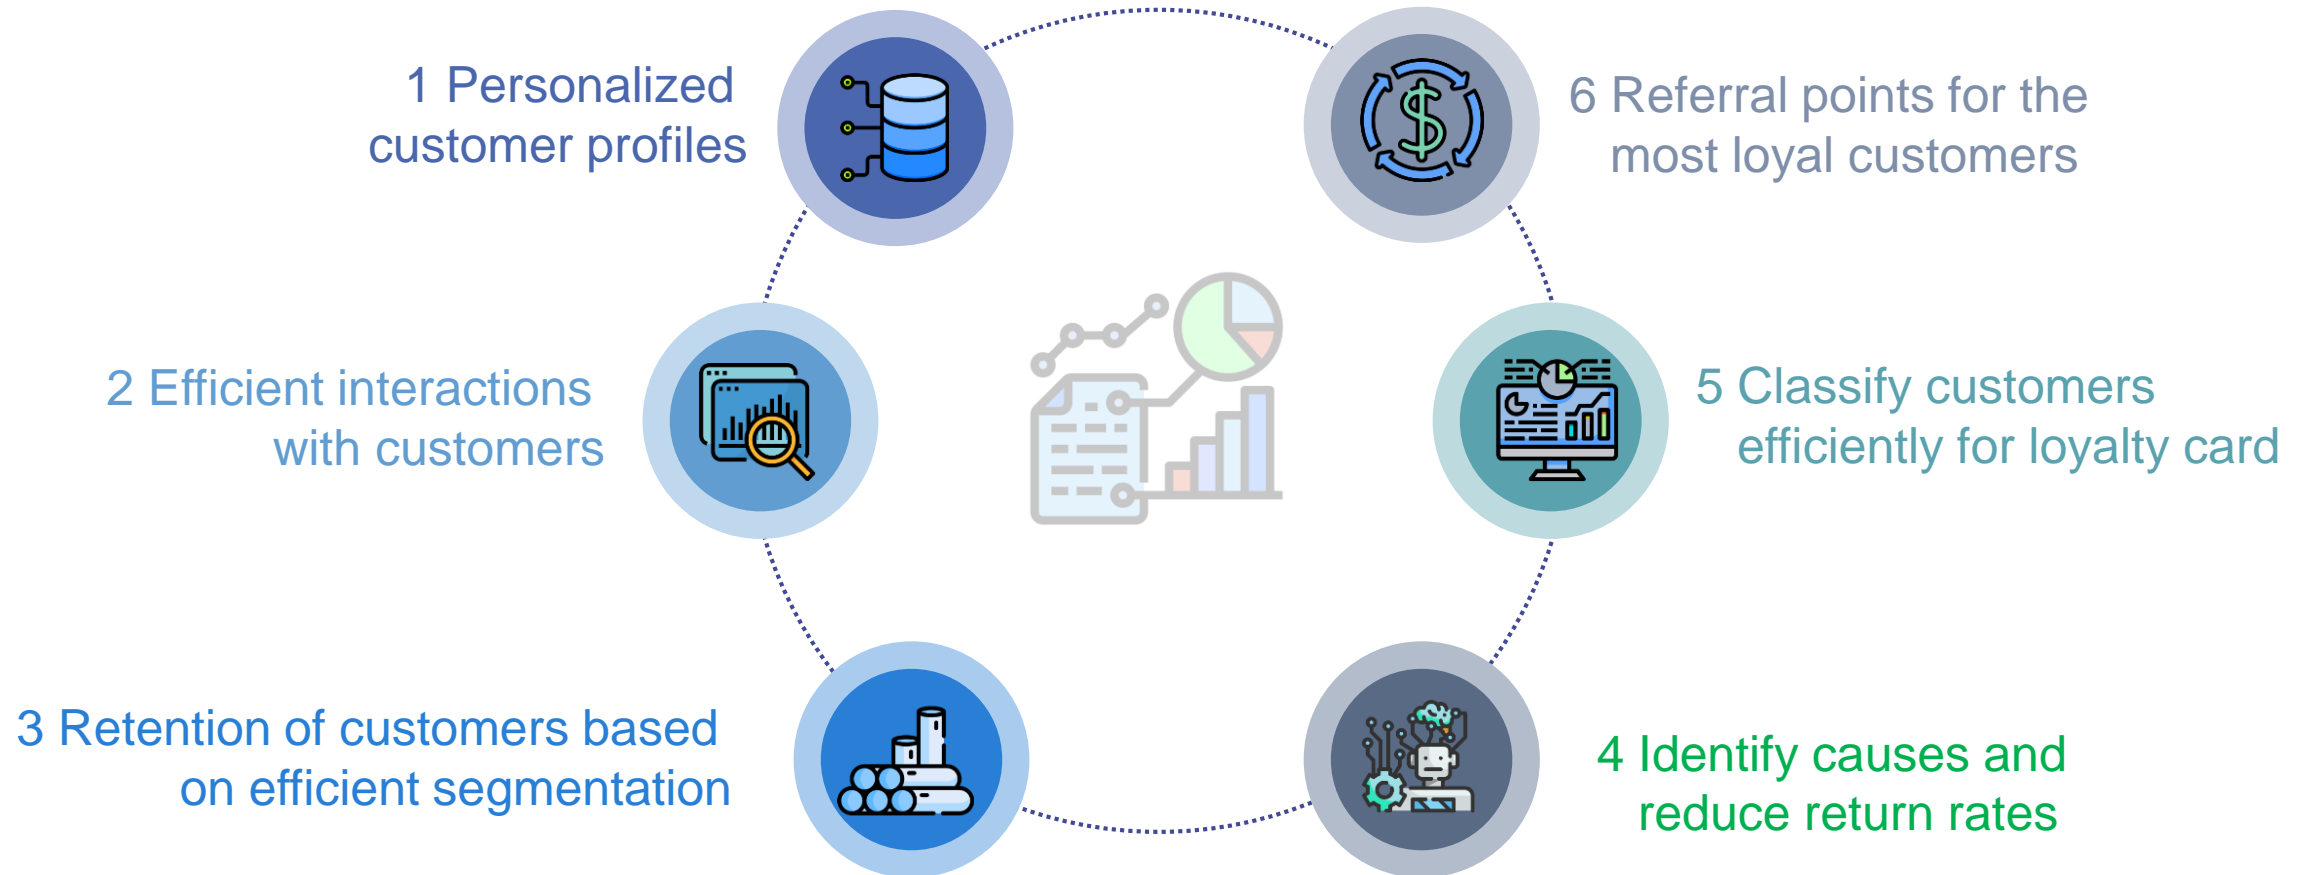 1 Personalized
customer profiles
2 Efficient interactions
with customers
3 Retention of customers based
on efficient segmentation
4 Identify causes and
reduce return rates
5 Classify customers
efficiently for loyalty card
6 Referral points for the
most loyal customers